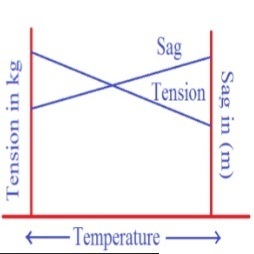 Sag
Tension
Tension in kg
Sag in (m)
Temperature